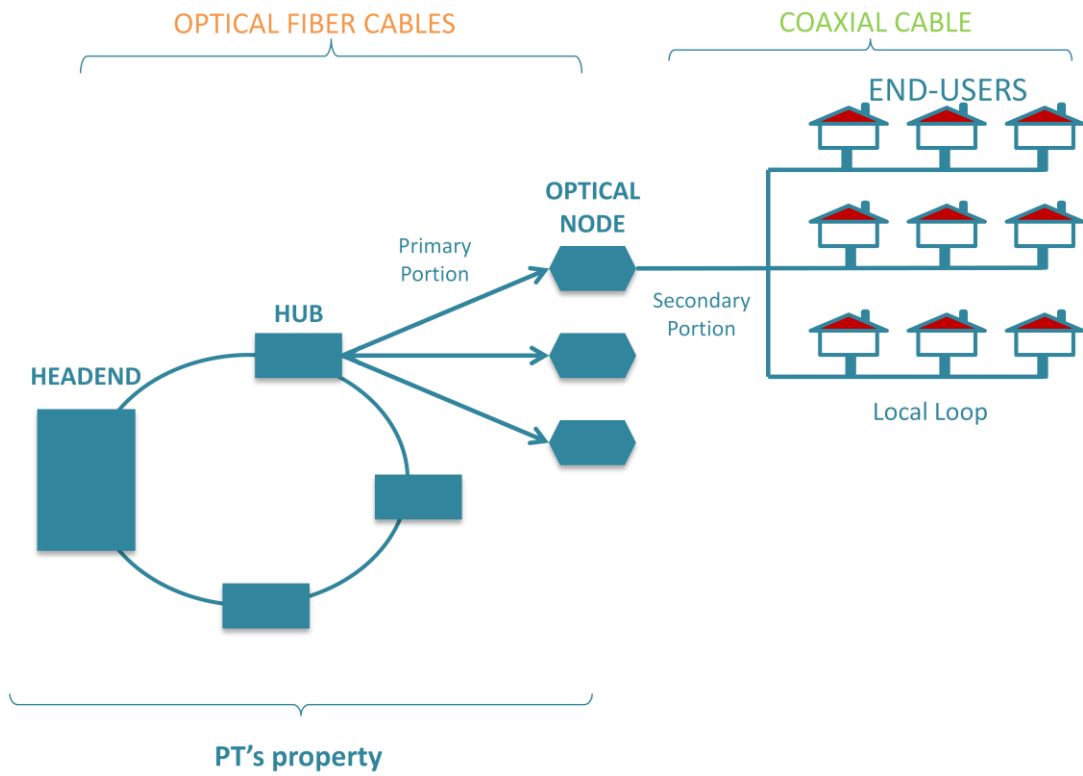 OPTICAL FIBER CABLES
COAXIAL CABLE
END-USERS
OPTICAL
NODE
Primary
Portion
Secondary
Portion
HUB
HEADEND
Local Loop
PT’s property